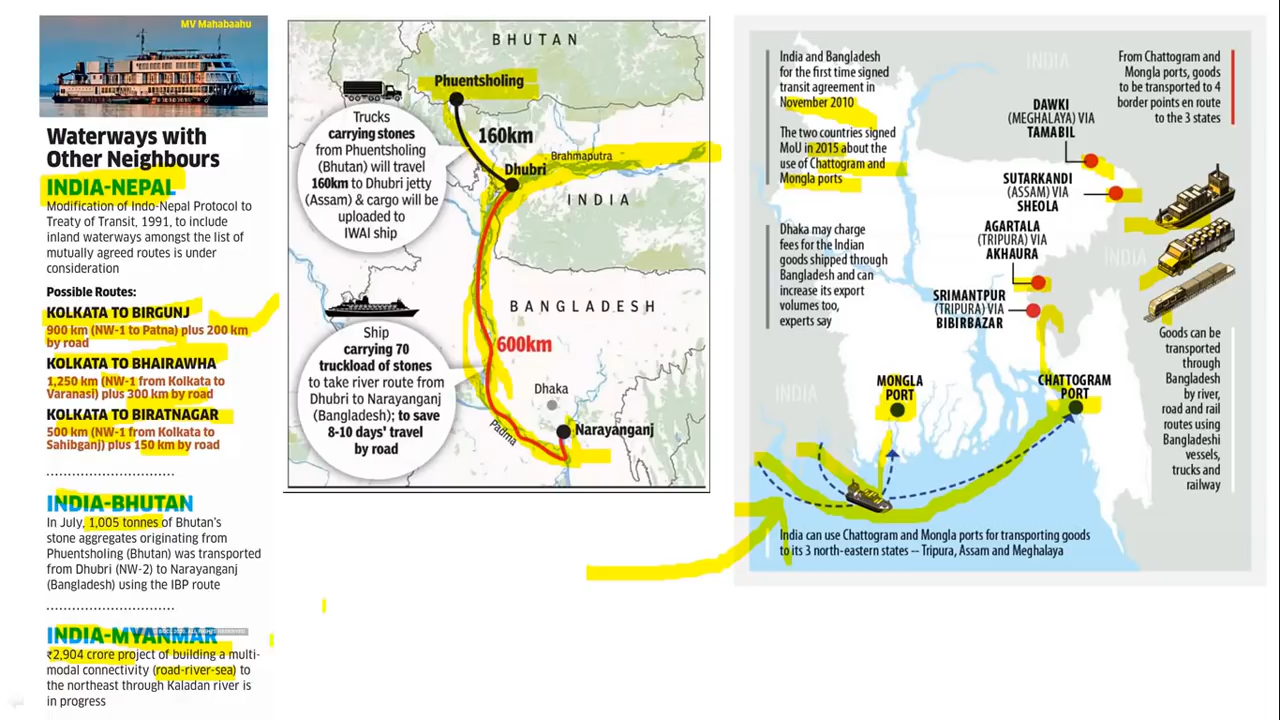 MV Mahabaahu
Waterways with
Other Neighbours
INDIA-NEPAL
Modification of Indo-Nepal Protocol to
Treaty of Transit, 1991, to include
inland waterways amongst the list of
mutually agreed routes is under
consideration
Possible Routes:
KOLKATA TO BIRGUNJ
900 km (NW-1 to Patna) plus 200 km
by road
KOLKATA TO BHAIRAWHA
1,250 km (NW-1 from Kolkata to
Varanasi) plus 300 km by road
KOLKATA TO BIRATNAGAR
500 km (NW-1 from Kolkata to
Sahibganj) plus 150 km by road
INDIA-BHUTAN
In July, 1,005 tonnes of Bhutan's
stone aggregates originating from
Phuentsholing (Bhutan) was transported
from Dhubri (NW-2) to Narayanganj
(Bangladesh) using the IBP route
INDIA-MYANMAR
₹2,904 crore project of building a multi-
modal connectivity (road-river-sea) to
the northeast through Kaladan river is
in progress
BHUTAN
Phuentsholing
Trucks
carrying stones
from Phuentsholing
(Bhutan) will travel
160km to Dhubri jetty
(Assam) & cargo will be
uploaded to
IWAI ship
160km
Brahmaputra
Dhubri
INDIA
BANGLADESH
Ship
carrying 70
truckload of stones
to take river route from
Dhubri to Narayanganj
(Bangladesh); to save
8-10 days' travel
by road
600km
Dhaka
Padma
Narayanganj
India and Bangladesh
for the first time signed
transit agreement in
November 2010
The two countries signed
MoU in 2015 about the
use of Chattogram and
Mongla ports
Dhaka may charge
fees for the Indian
goods shipped through
Bangladesh and can
increase its export
volumes too,
experts say
INDIA
From Chattogram and
Mongla ports, goods
to be transported to 4
border points en route
to the 3 states
DAWKI
(MEGHALAYA) VIA
TAMABIL
SUTARKANDI
(ASSAM) VIA
SHEOLA
AGARTALA
(TRIPURA) VIA
AKHAURA
INDIA
SRIMANTPUR
(TRIPURA) VIA
BIBIRBAZAR
Goods can be
transported
through
Bangladesh
by river,
road and rail
routes using
Bangladeshi
vessels,
trucks and
railway
INDIA
MONGLA
PORT
CHATTOGRAM
PORT
India can use Chattogram and Mongla ports for transporting goods
to its 3 north-eastern states -- Tripura, Assam and Meghalaya